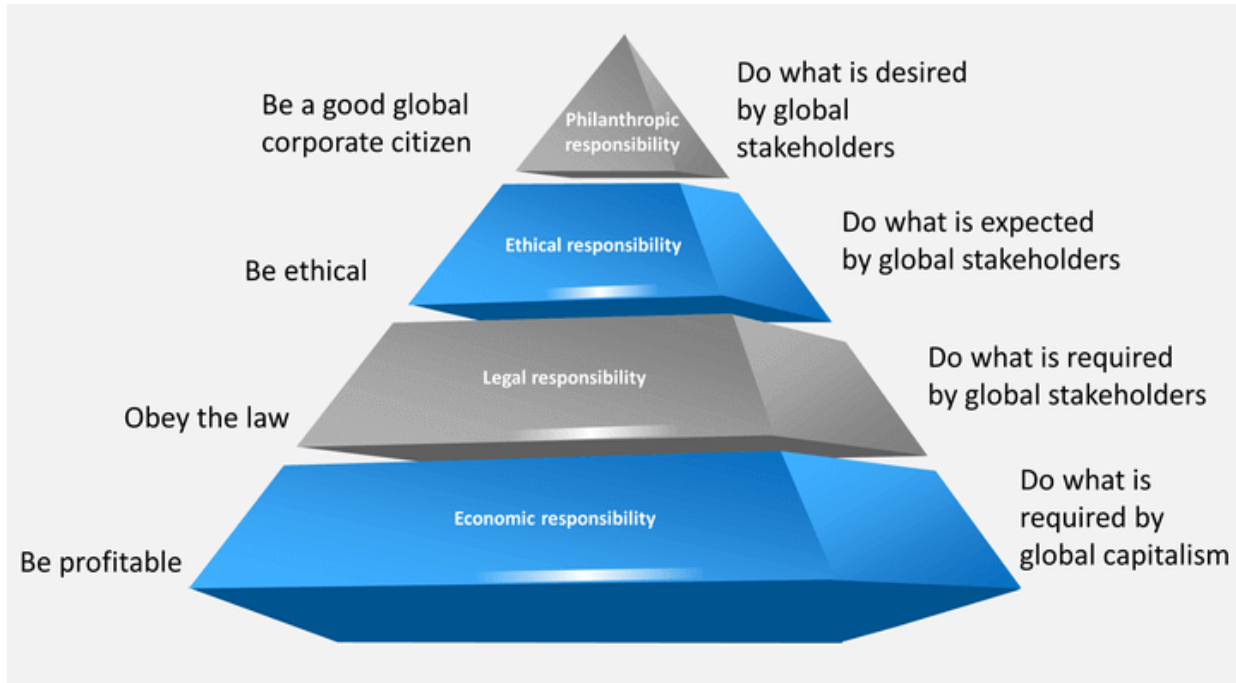 Be a good global
corporate citizen
Philanthropic
responsibility
Do what is desired
by global
stakeholders
Be ethical
Ethical responsibility
Do what is expected
by global stakeholders
Obey the law
Legal responsibility
Do what is required
by global stakeholders
Be profitable
Economic responsibility
Do what is
required by
global capitalism